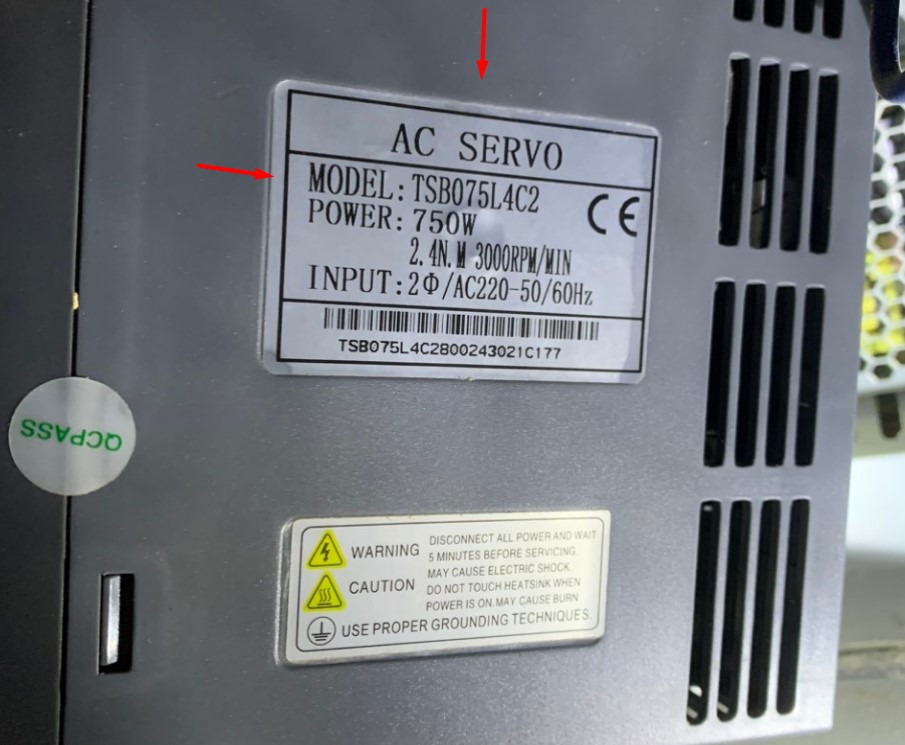 AC SERVO
MODEL: TSB075L4C2
POWER: 750W
2.4N.M 3000RPM/MIN
INPUT: 2Φ/AC220-50/60Hz
CE
TSB075L4C2800243021C177
QCPASS
WARNING
DISCONNECT ALL POWER AND WAIT
5 MINUTES BEFORE SERVICING.
MAY CAUSE ELECTRIC SHOCK.
CAUTION
DO NOT TOUCH HEATSINK WHEN
POWER IS ON. MAY CAUSE BURN
USE PROPER GROUNDING TECHNIQUES.